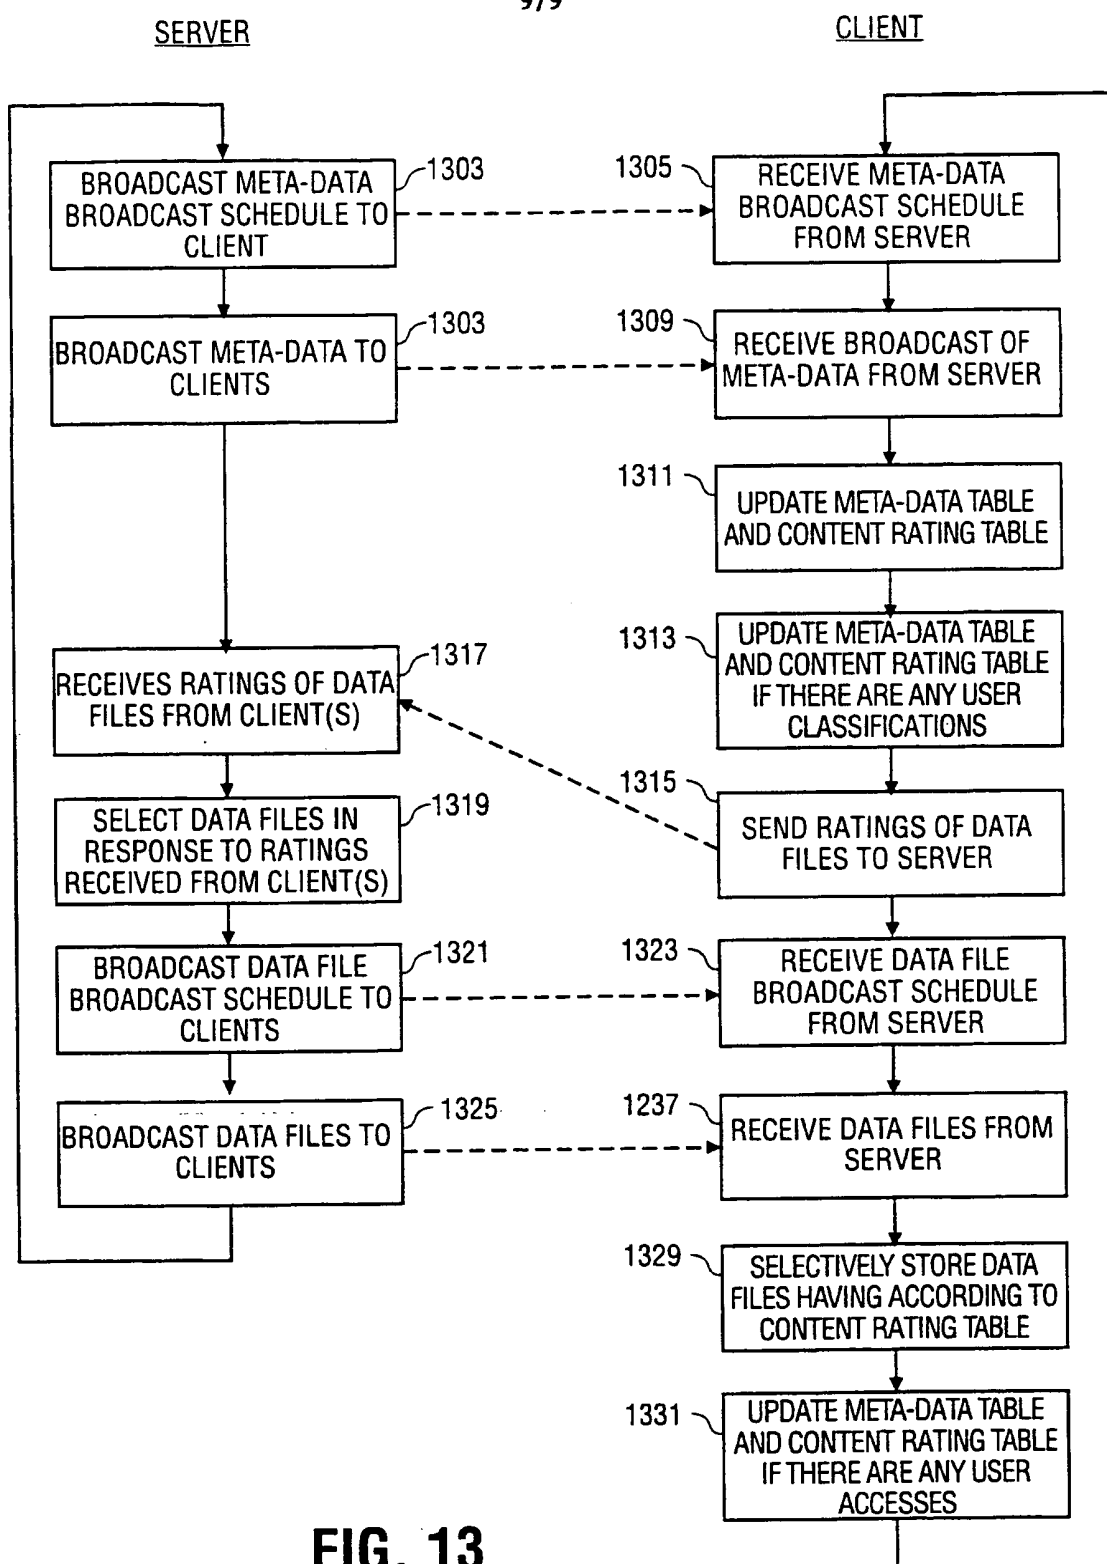 9/9
SERVER
CLIENT
BROADCAST META-DATA
BROADCAST SCHEDULE TO
CLIENT
1303
1305
RECEIVE META-DATA
BROADCAST SCHEDULE
FROM SERVER
BROADCAST META-DATA TO
CLIENTS
1303
1309
RECEIVE BROADCAST OF
META-DATA FROM SERVER
1311
UPDATE META-DATA TABLE
AND CONTENT RATING TABLE
1313
UPDATE META-DATA TABLE
AND CONTENT RATING TABLE
IF THERE ARE ANY USER
CLASSIFICATIONS
RECEIVES RATINGS OF DATA
FILES FROM CLIENT(S)
1317
1315
SEND RATINGS OF DATA
FILES TO SERVER
SELECT DATA FILES IN
RESPONSE TO RATINGS
RECEIVED FROM CLIENT(S)
1319
BROADCAST DATA FILE
BROADCAST SCHEDULE TO
CLIENTS
1321
1323
RECEIVE DATA FILE
BROADCAST SCHEDULE
FROM SERVER
BROADCAST DATA FILES TO
CLIENTS
1325
1237
RECEIVE DATA FILES FROM
SERVER
1329
SELECTIVELY STORE DATA
FILES HAVING ACCORDING TO
CONTENT RATING TABLE
1331
UPDATE META-DATA TABLE
AND CONTENT RATING TABLE
IF THERE ARE ANY USER
ACCESSES
FIG. 13